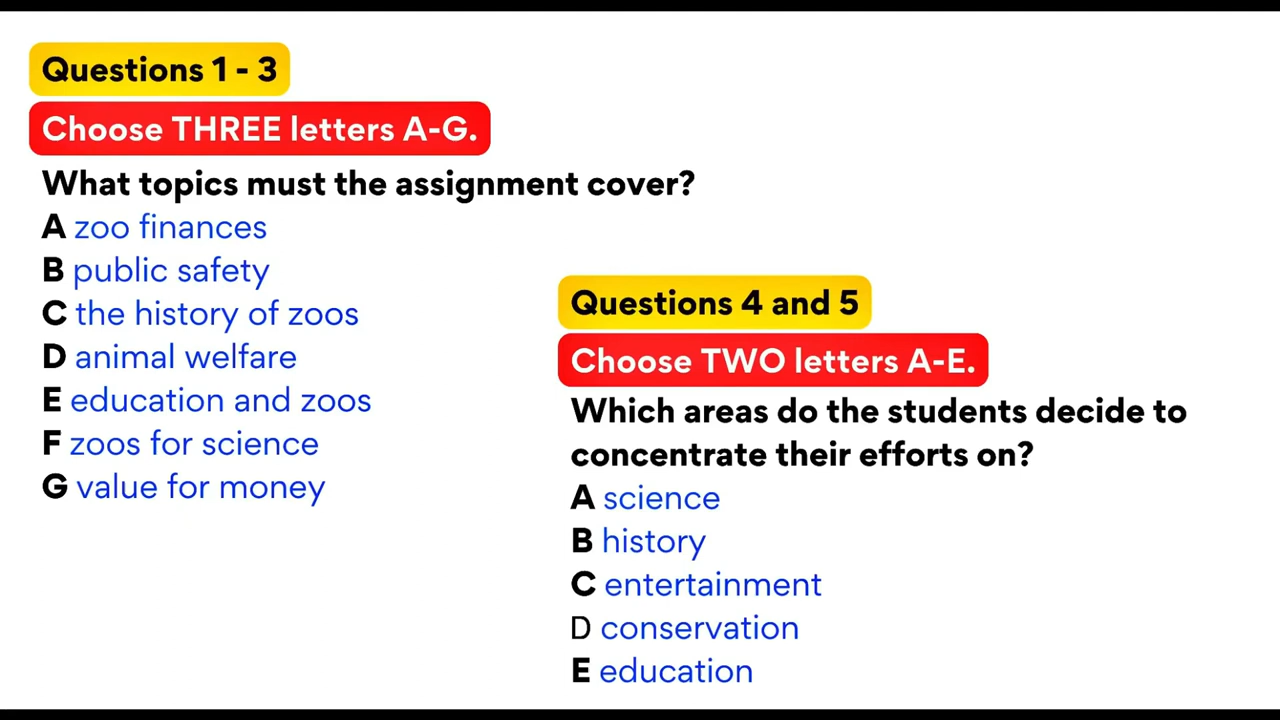 Questions 1 - 3
Choose THREE letters A-G.
What topics must the assignment cover?
A zoo finances
B public safety
C the history of zoos
D animal welfare
E education and zoos
F zoos for science
G value for money
Questions 4 and 5
Choose TWO letters A-E.
Which areas do the students decide to
concentrate their efforts on?
A science
B history
C entertainment
D conservation
E education